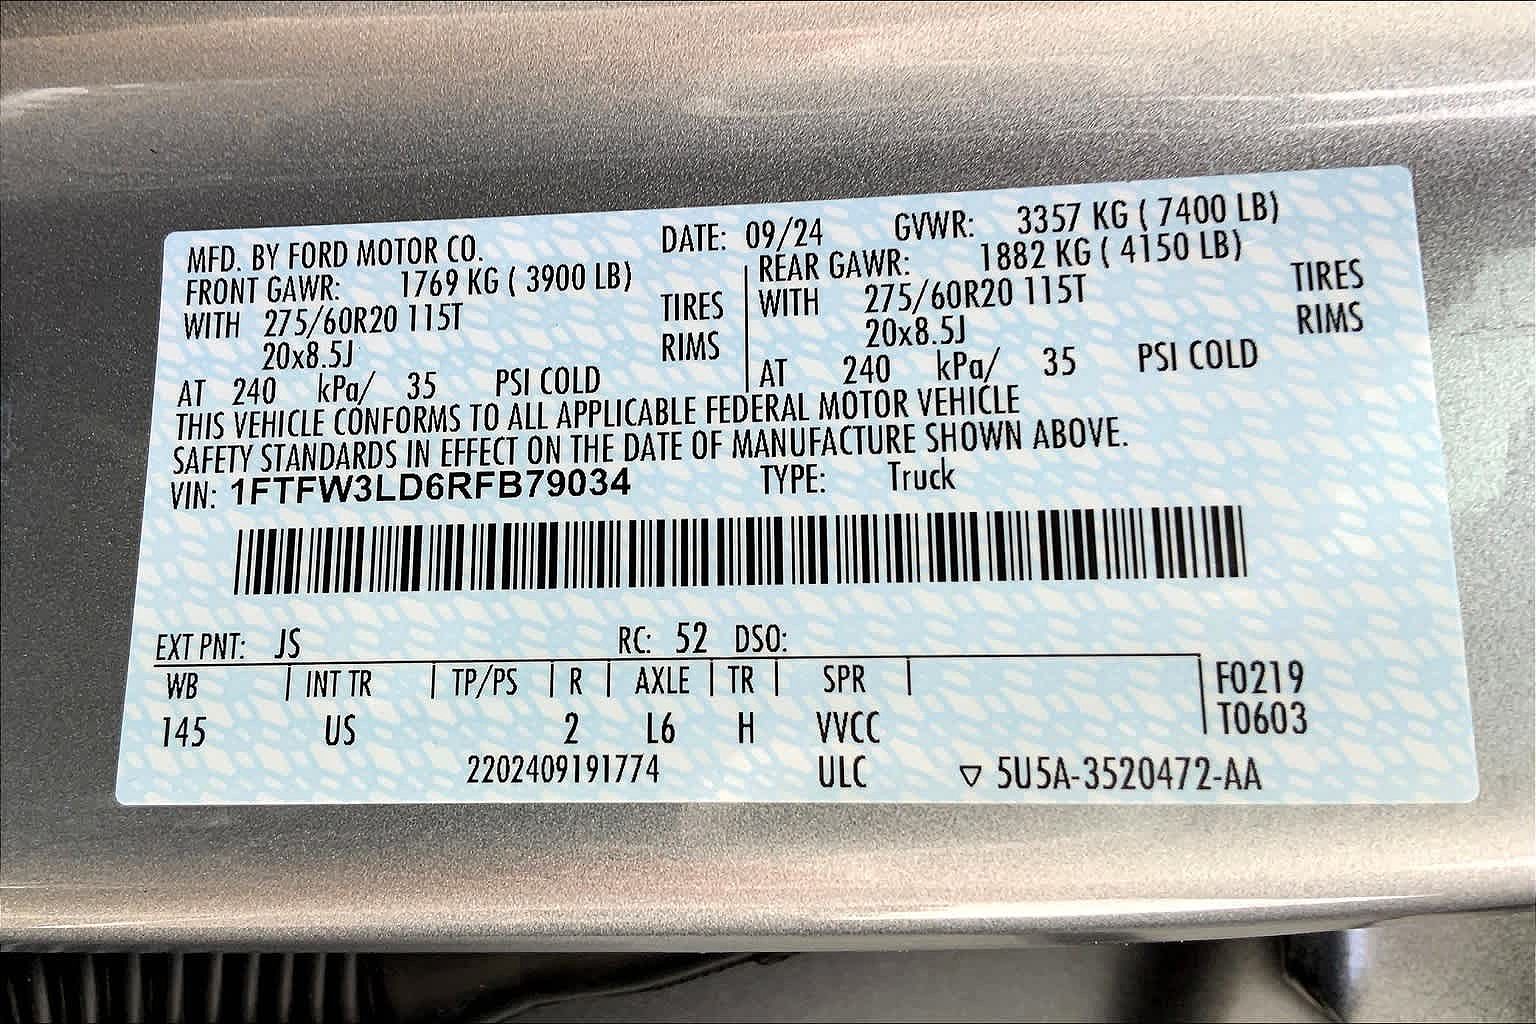 MFD. BY FORD MOTOR CO. DATE: 09/24 GVWR: 3357 KG ( 7400 LB)
FRONT GAWR: 1769 KG ( 3900 LB) REAR GAWR: 1882 KG ( 4150 LB)
WITH 275/60R20 115T TIRES WITH 275/60R20 115T TIRES
20x8.5J RIMS 20x8.5J RIMS
AT 240 kPa/ 35 PSI COLD AT 240 kPa/ 35 PSI COLD
THIS VEHICLE CONFORMS TO ALL APPLICABLE FEDERAL MOTOR VEHICLE
SAFETY STANDARDS IN EFFECT ON THE DATE OF MANUFACTURE SHOWN ABOVE.
VIN: 1FTFW3LD6RFB79034 TYPE: Truck
EXT PNT: JS RC: 52 DSO:
WB INT TR TP/PS R AXLE TR SPR F0219
145 US 2 L6 H VVCC T0603
2202409191774 ULC ▽ 5U5A-3520472-AA